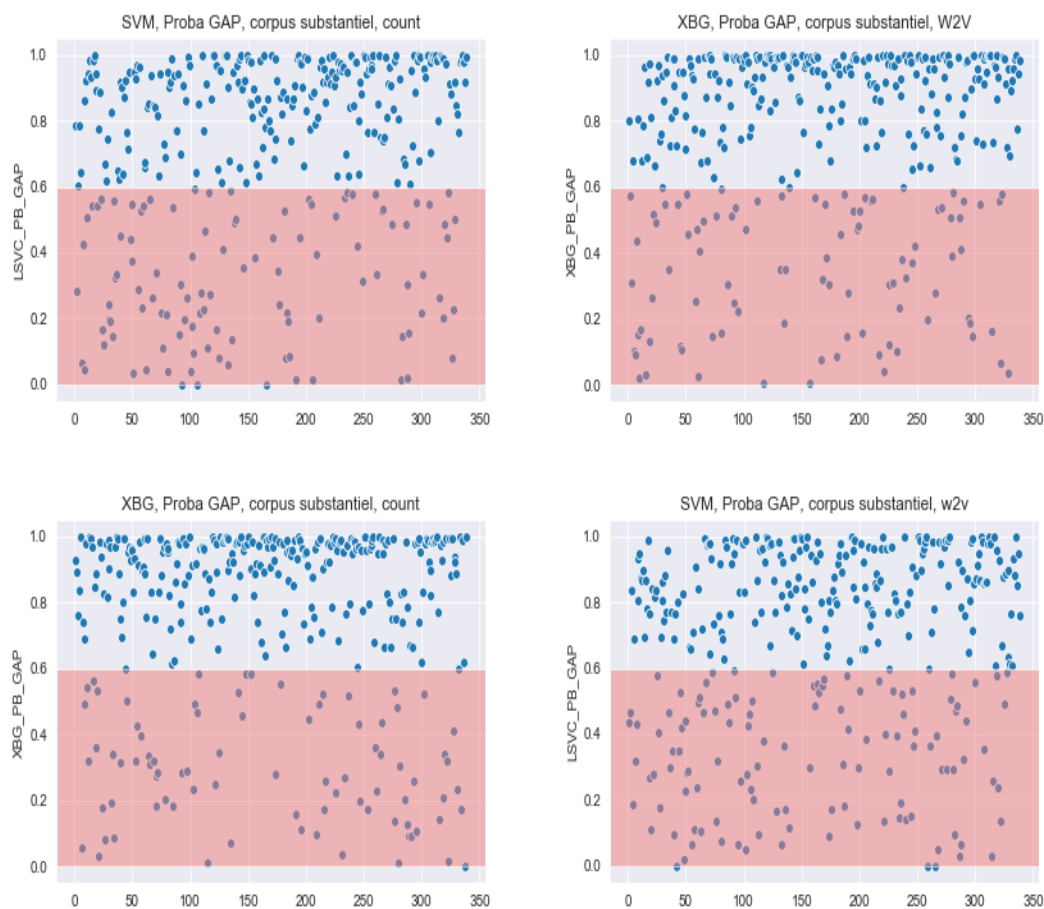 SVM, Proba GAP, corpus substantiel, count
LSVC_PB_GAP
1.0
0.8
0.6
0.4
0.2
0.0
0 50 100 150 200 250 300 350
XBG, Proba GAP, corpus substantiel, W2V
XBG_PB_GAP
1.0
0.8
0.6
0.4
0.2
0.0
0 50 100 150 200 250 300 350
XBG, Proba GAP, corpus substantiel, count
XBG_PB_GAP
1.0
0.8
0.6
0.4
0.2
0.0
0 50 100 150 200 250 300 350
SVM, Proba GAP, corpus substantiel, w2v
LSVC_PB_GAP
1.0
0.8
0.6
0.4
0.2
0.0
0 50 100 150 200 250 300 350